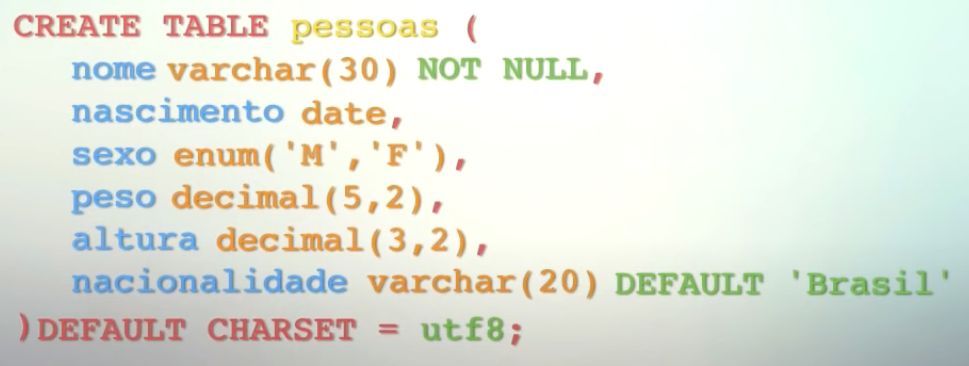 CREATE TABLE pessoas (
nome varchar(30) NOT NULL,
nascimento date,
sexo enum('M','F'),
peso decimal(5,2),
altura decimal(3,2),
nacionalidade varchar(20) DEFAULT 'Brasil'
)DEFAULT CHARSET = utf8;